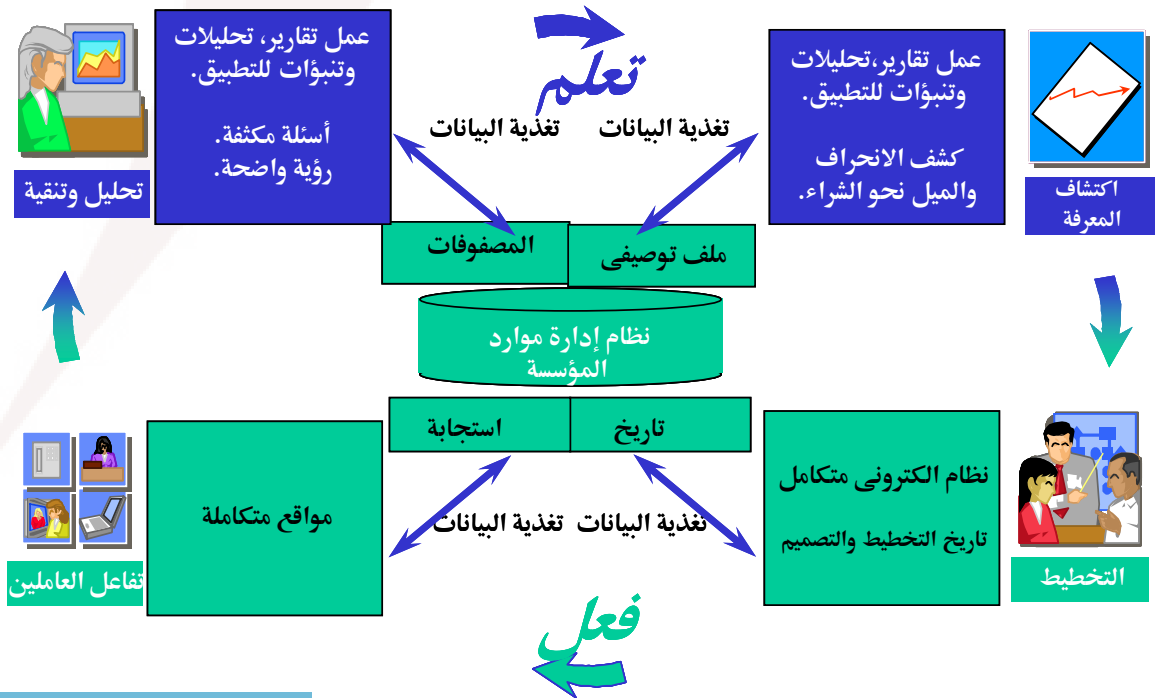 تعلم
عمل تقارير،تحليلات
وتنبؤات للتطبيق.
كشف الانحراف
والميل نحو الشراء.
اكتشاف
المعرفة
عمل تقارير، تحليلات
وتنبؤات للتطبيق.
أسئلة مكثفة.
رؤية واضحة.
تحليل وتنقية
تغذية البيانات
تغذية البيانات
ملف توصيفى
المصفوفات
نظام إدارة موارد
المؤسسة
تاريخ
استجابة
نظام الكترونى متكامل
تاريخ التخطيط والتصميم
التخطيط
تغذية البيانات
تغذية البيانات
مواقع متكاملة
تفاعل العاملين
فعل